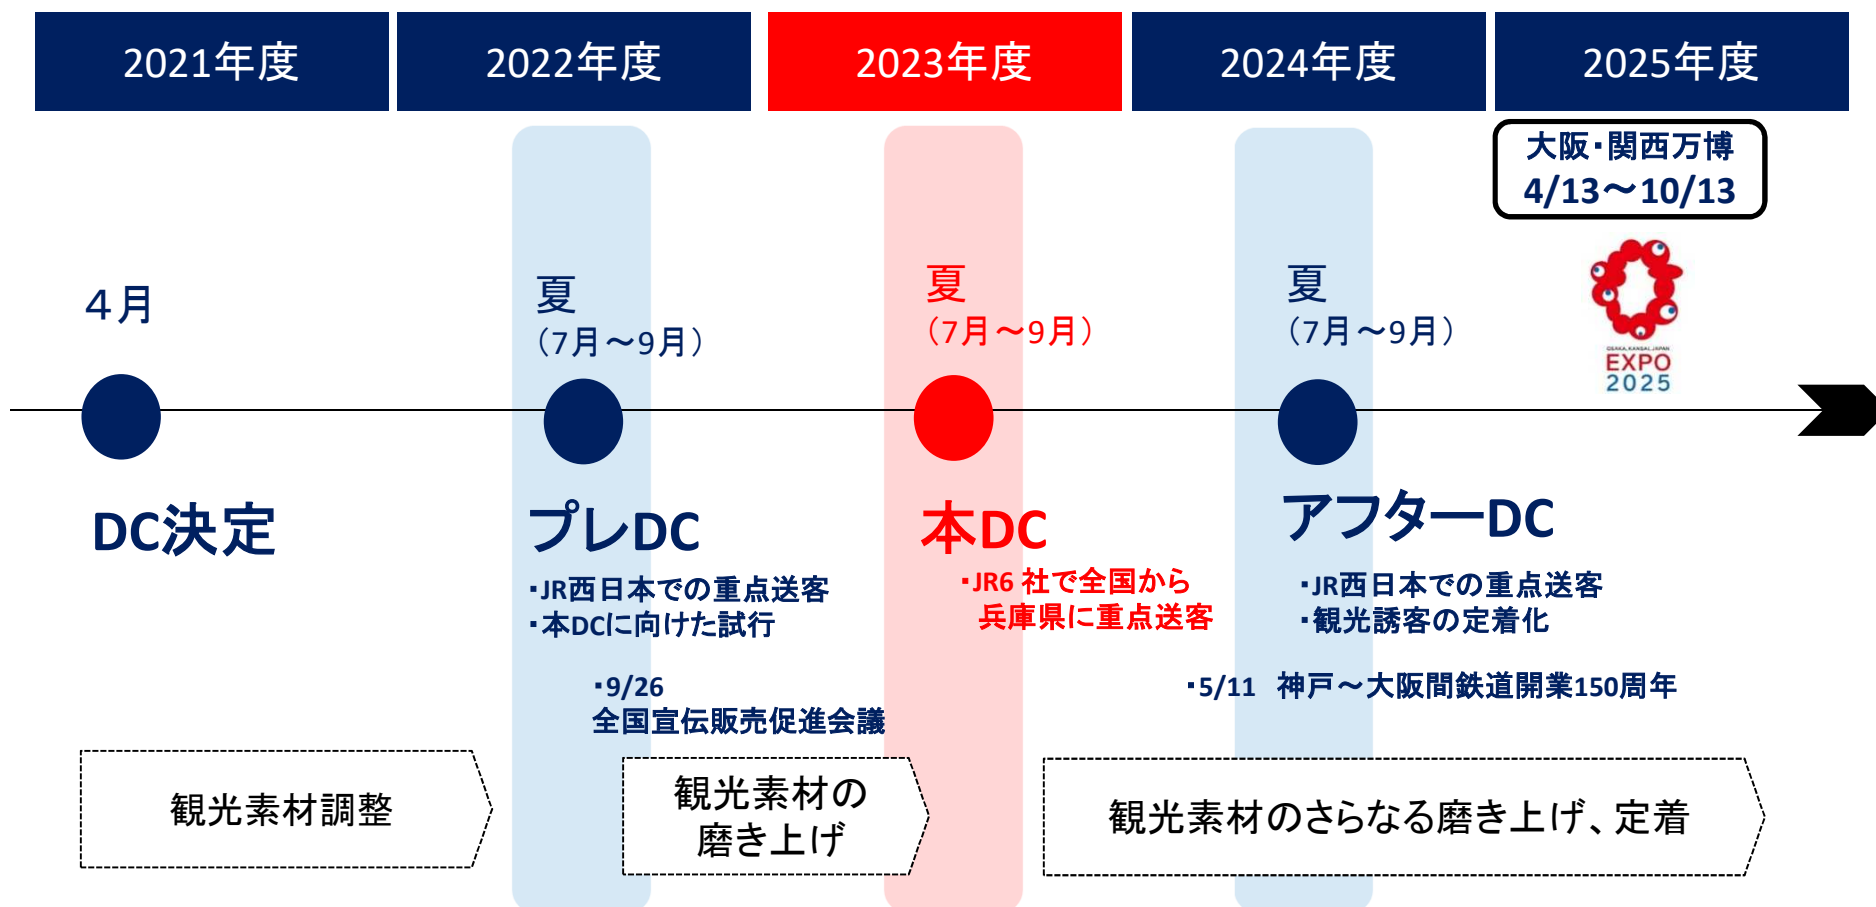 2021年度
2022年度
2023年度
2024年度
2025年度
大阪・関西万博
4/13～10/13
OSAKA, KANSAI, JAPAN
EXPO
2025
４月
夏
（7月～9月）
夏
（7月～9月）
夏
（7月～9月）
DC決定
プレDC
・JR西日本での重点送客
・本DCに向けた試行
・9/26
全国宣伝販売促進会議
本DC
・JR6 社で全国から
兵庫県に重点送客
アフターDC
・JR西日本での重点送客
・観光誘客の定着化
・5/11　神戸～大阪間鉄道開業150周年
観光素材調整
観光素材の
磨き上げ
観光素材のさらなる磨き上げ、定着